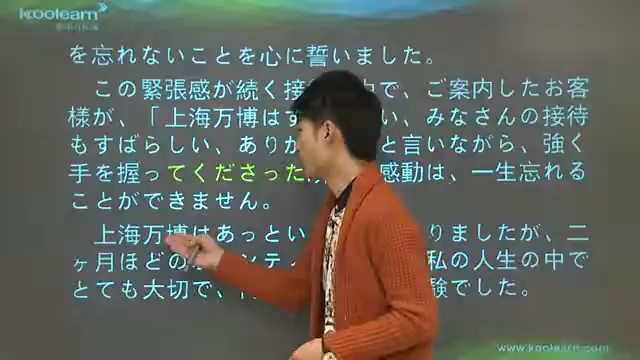 koolearn
を忘れないことを心に誓いました。
この緊張感が続く接 中で、ご案内したお客
様が、「上海万博はす い、みなさんの接待
もすばらしい、ありが と言いながら、強く
手を握ってくださった 感動は、一生忘れる
ことができません。
上海万博はあっとい りましたが、二
ヶ月ほどの ンティ 私の人生の中で
とても大切で、 験でした。
www.koolearn.com